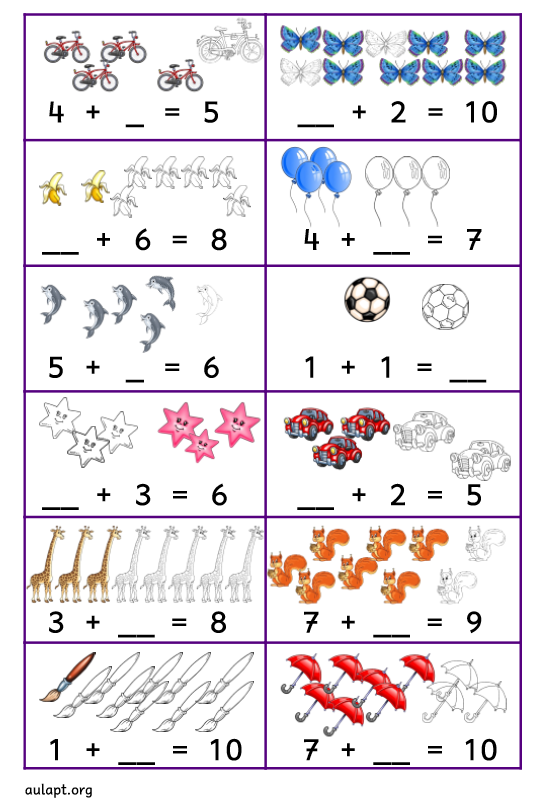 4 + _ = 5
__ + 2 = 10
__ + 6 = 8
4 + __ = 7
5 + _ = 6
1 + 1 = __
__ + 3 = 6
__ + 2 = 5
3 + __ = 8
7 + __ = 9
1 + __ = 10
7 + __ = 10
aulapt.org